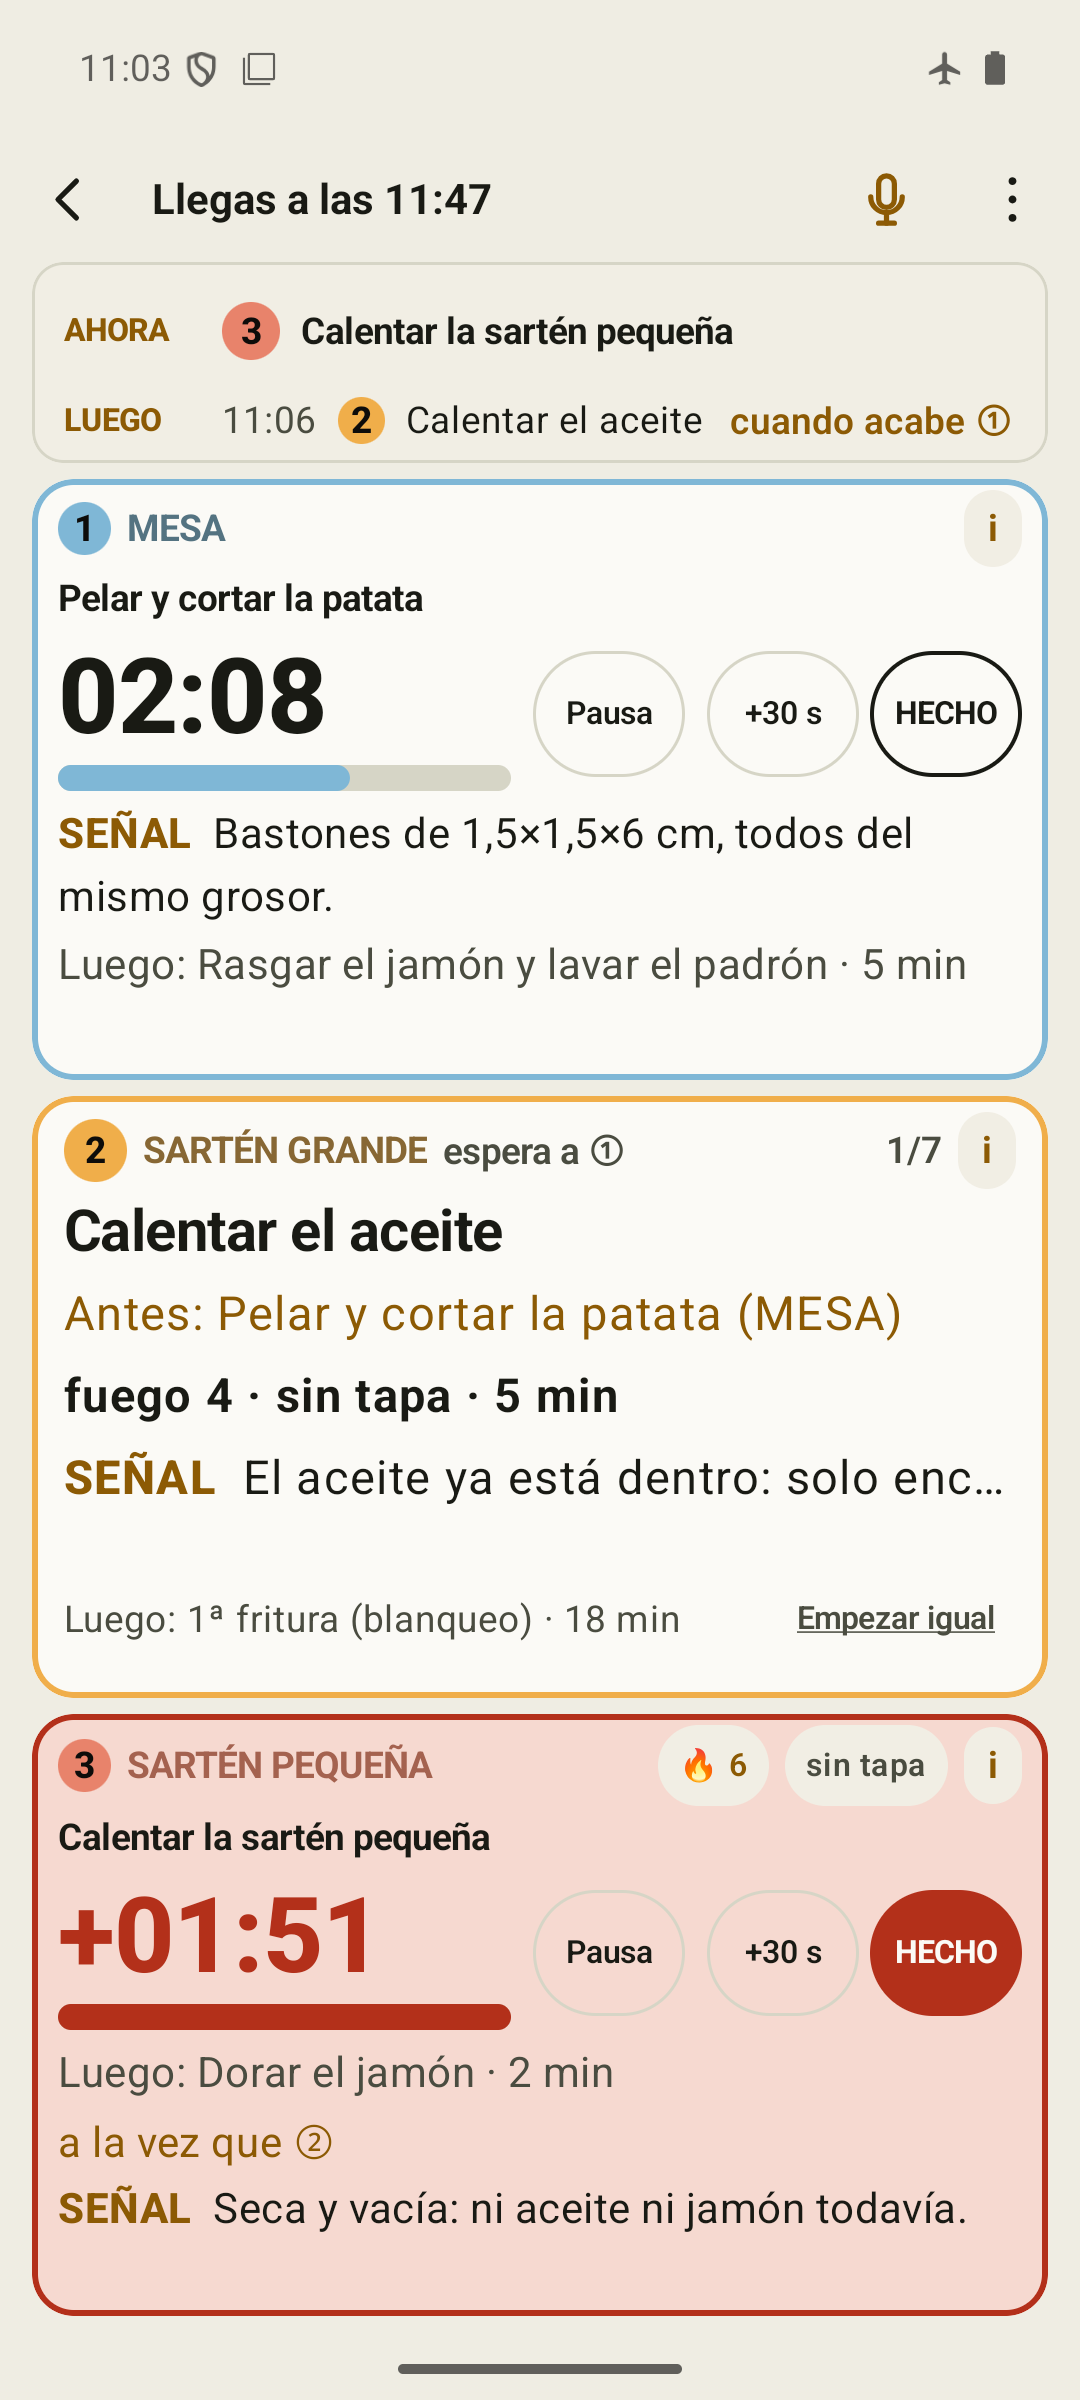 11:03
Llegas a las 11:47
AHORA 3 Calentar la sartén pequeña
LUEGO 11:06 2 Calentar el aceite cuando acabe ①
1 MESA i
Pelar y cortar la patata
02:08 Pausa +30 s HECHO
SEÑAL Bastones de 1,5×1,5×6 cm, todos del
mismo grosor.
Luego: Rasgar el jamón y lavar el padrón · 5 min
2 SARTÉN GRANDE espera a ① 1/7 i
Calentar el aceite
Antes: Pelar y cortar la patata (MESA)
fuego 4 · sin tapa · 5 min
SEÑAL El aceite ya está dentro: solo enc…
Luego: 1ª fritura (blanqueo) · 18 min Empezar igual
3 SARTÉN PEQUEÑA 🔥 6 sin tapa i
Calentar la sartén pequeña
+01:51 Pausa +30 s HECHO
Luego: Dorar el jamón · 2 min
a la vez que ②
SEÑAL Seca y vacía: ni aceite ni jamón todavía.